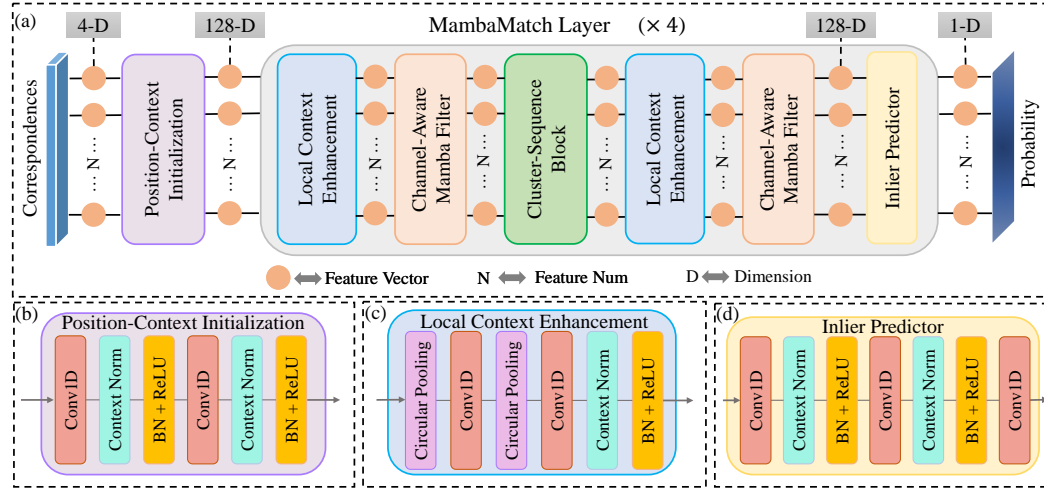 (a)
4-D
128-D
MambaMatch Layer (× 4)
128-D
1-D
Correspondences
... N ...
Position-Context
Initialization
... N ...
Local Context
Enhancement
... N ...
Channel-Aware
Mamba Filter
... N ...
Cluster-Sequence
Block
... N ...
Local Context
Enhancement
... N ...
Channel-Aware
Mamba Filter
... N ...
Inlier Predictor
... N ...
Probability
Feature Vector
N Feature Num
D Dimension
(b)
Position-Context Initialization
Conv1D
Context Norm
BN + ReLU
Conv1D
Context Norm
BN + ReLU
(c)
Local Context Enhancement
Circular Pooling
Conv1D
Circular Pooling
Conv1D
Context Norm
BN + ReLU
(d)
Inlier Predictor
Conv1D
Context Norm
BN + ReLU
Conv1D
Context Norm
BN + ReLU
Conv1D